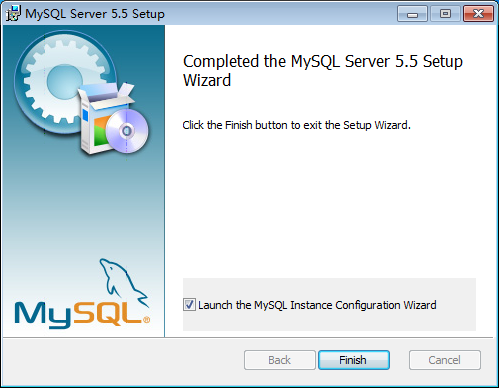 MySQL Server 5.5 Setup
Completed the MySQL Server 5.5 Setup
Wizard
Click the Finish button to exit the Setup Wizard.
MySQL®
Launch the MySQL Instance Configuration Wizard
Back
Finish
Cancel